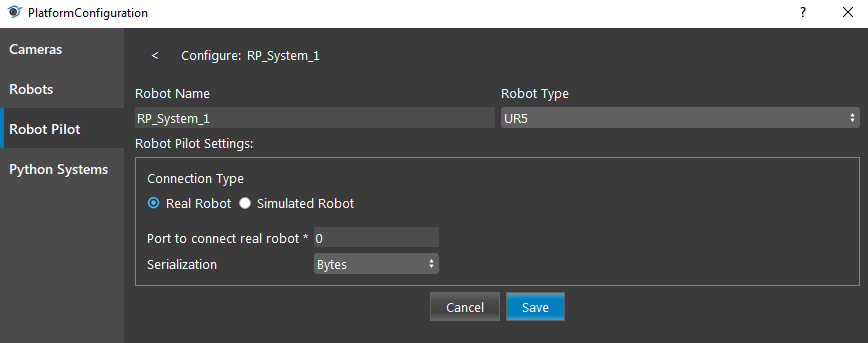 PlatformConfiguration ? ×
Cameras
Robots
Robot Pilot
Python Systems
< Configure: RP_System_1
Robot Name Robot Type
RP_System_1 UR5
Robot Pilot Settings:
Connection Type
Real Robot Simulated Robot
Port to connect real robot * 0
Serialization Bytes
Cancel Save